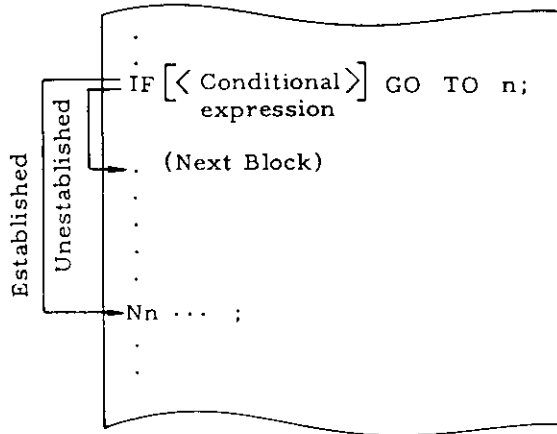 IF [< Conditional >] GO TO n;
expression
(Next Block)
Nn ··· ;
Established
Unestablished